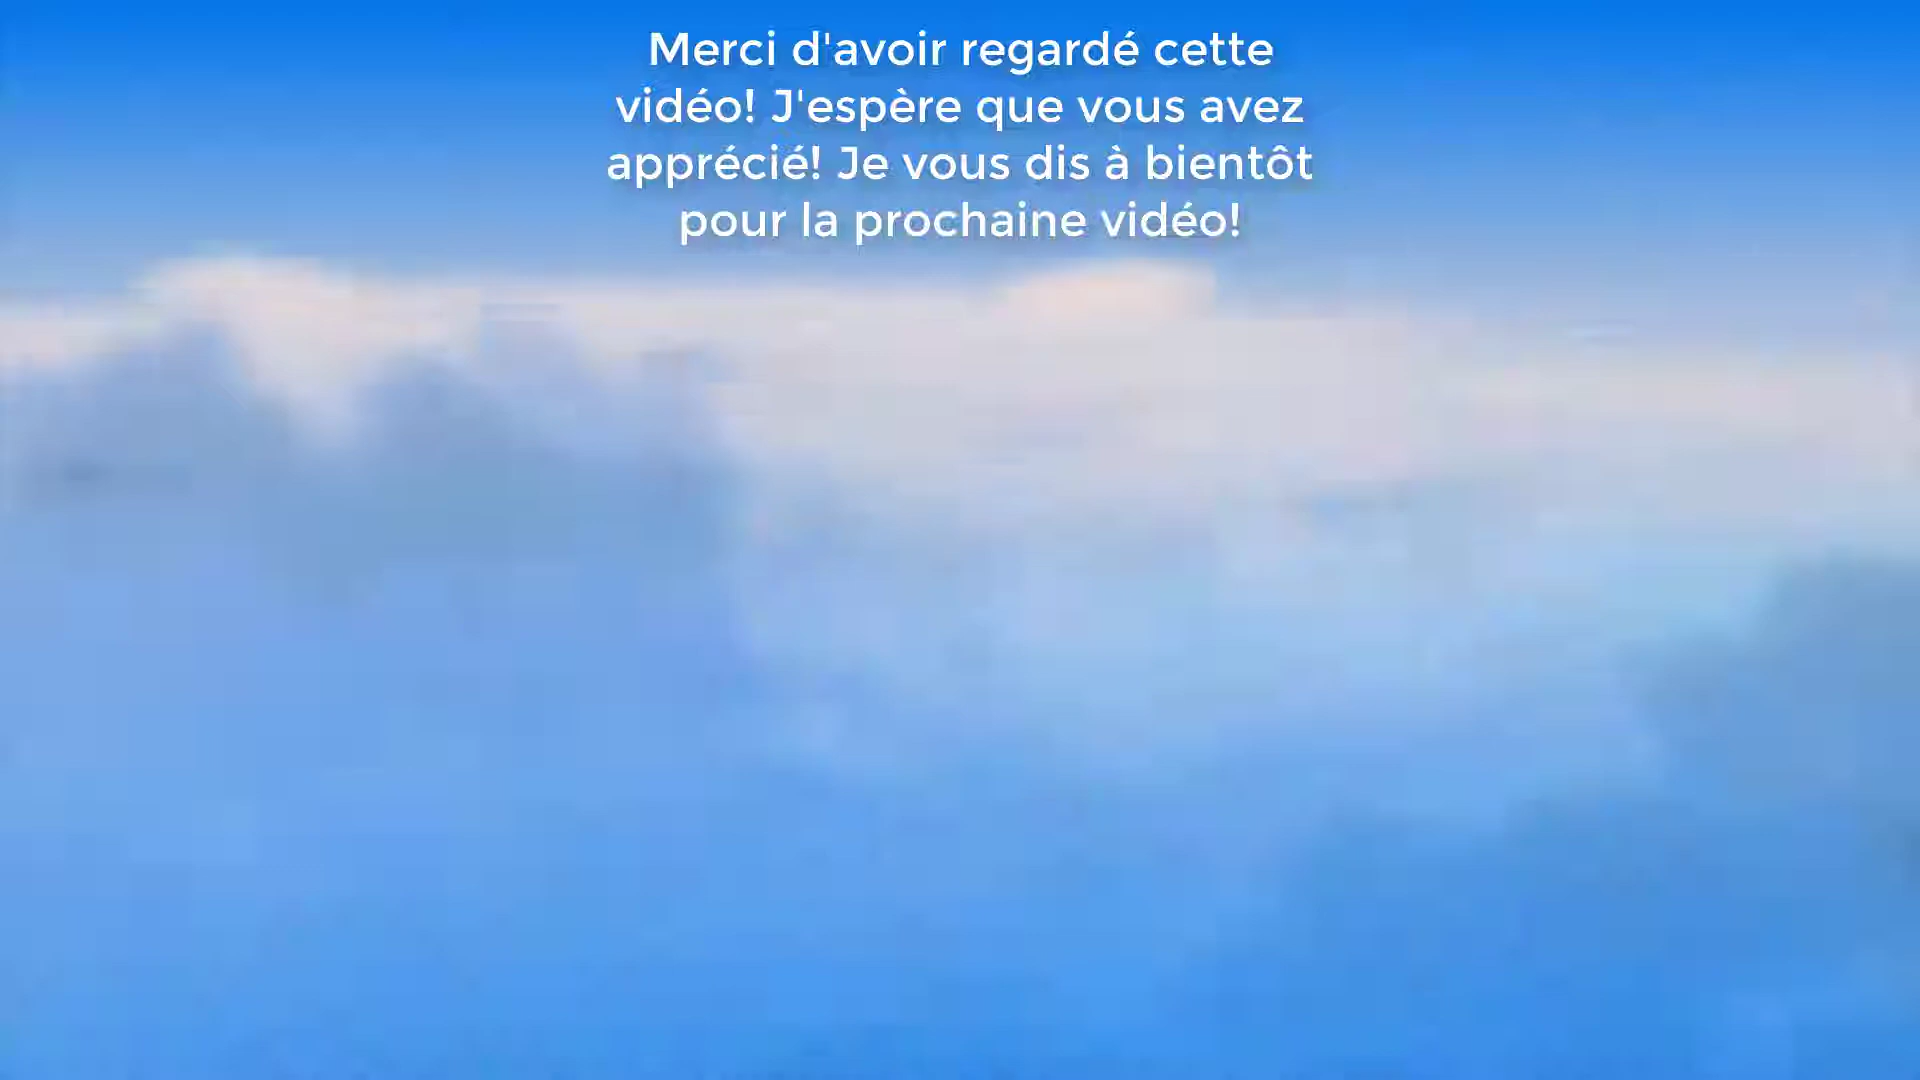 Merci d'avoir regardé cette
vidéo! J'espère que vous avez
apprécié! Je vous dis à bientôt
pour la prochaine vidéo!